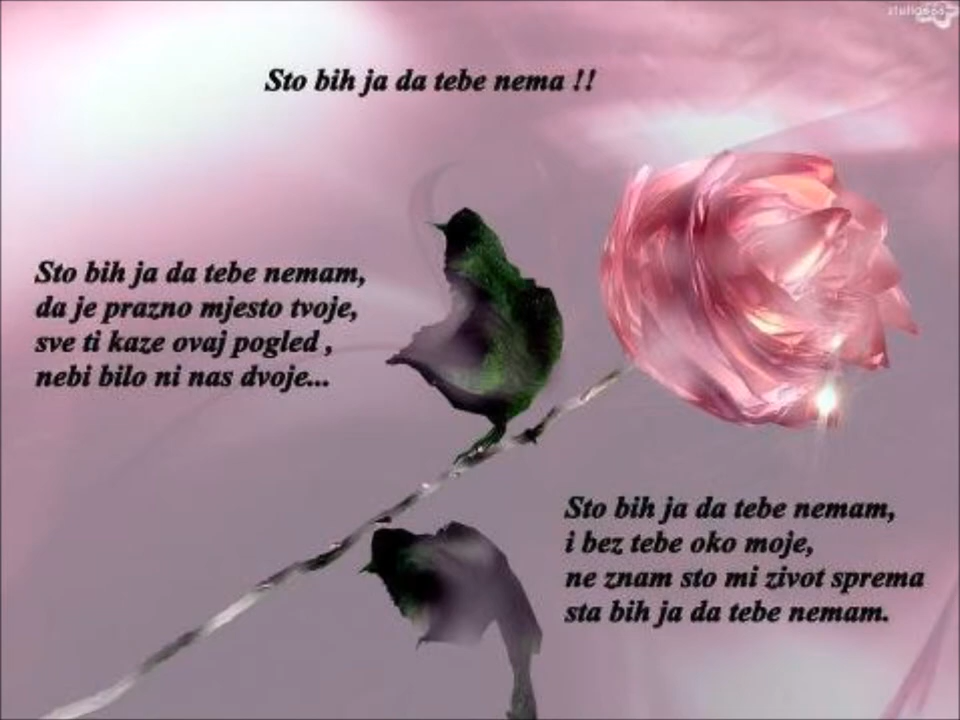 Sto bih ja da tebe nema !!
Sto bih ja da tebe nemam,
da je prazno mjesto tvoje,
sve ti kaze ovaj pogled ,
nebi bilo ni nas dvoje...
Sto bih ja da tebe nemam,
i bez tebe oko moje,
ne znam sto mi zivot sprema
sta bih ja da tebe nemam.